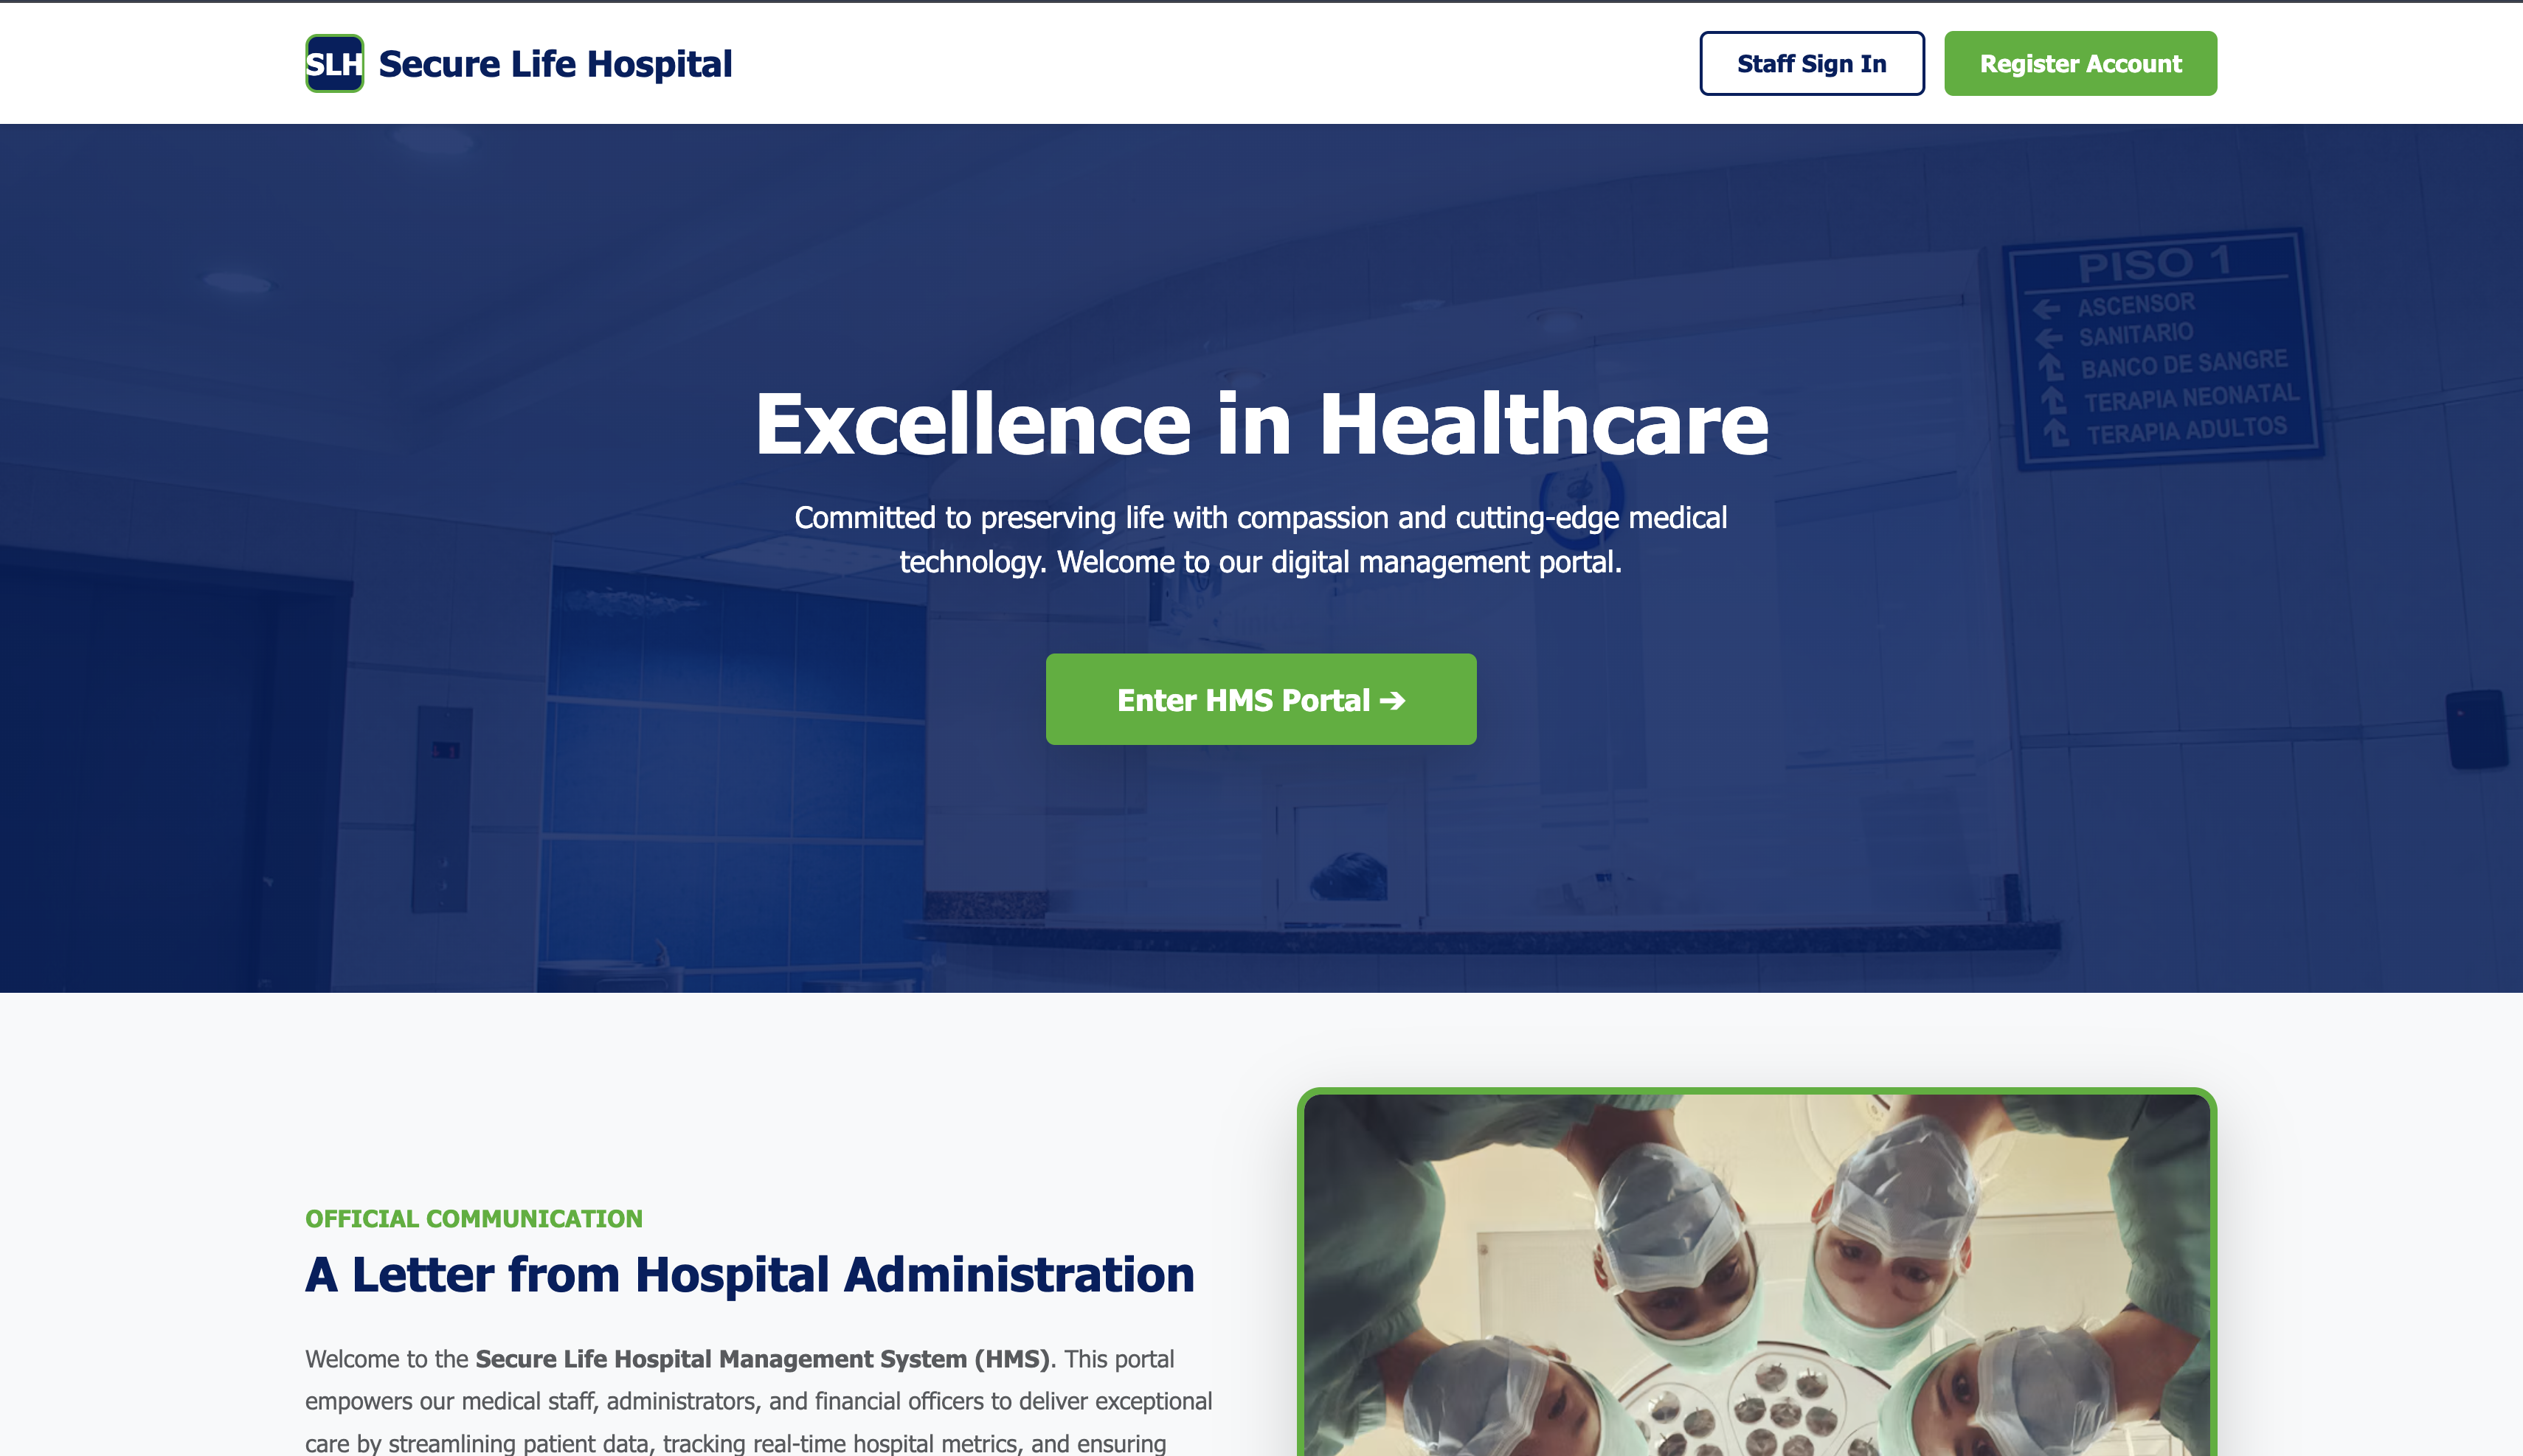 SLH Secure Life Hospital
Staff Sign In
Register Account
PISO 1
ASCENSOR
SANITARIO
BANCO DE SANGRE
TERAPIA NEONATAL
TERAPIA ADULTOS
Excellence in Healthcare
Committed to preserving life with compassion and cutting-edge medical
technology. Welcome to our digital management portal.
Enter HMS Portal →
OFFICIAL COMMUNICATION
A Letter from Hospital Administration
Welcome to the Secure Life Hospital Management System (HMS). This portal
empowers our medical staff, administrators, and financial officers to deliver exceptional
care by streamlining patient data, tracking real-time hospital metrics, and ensuring